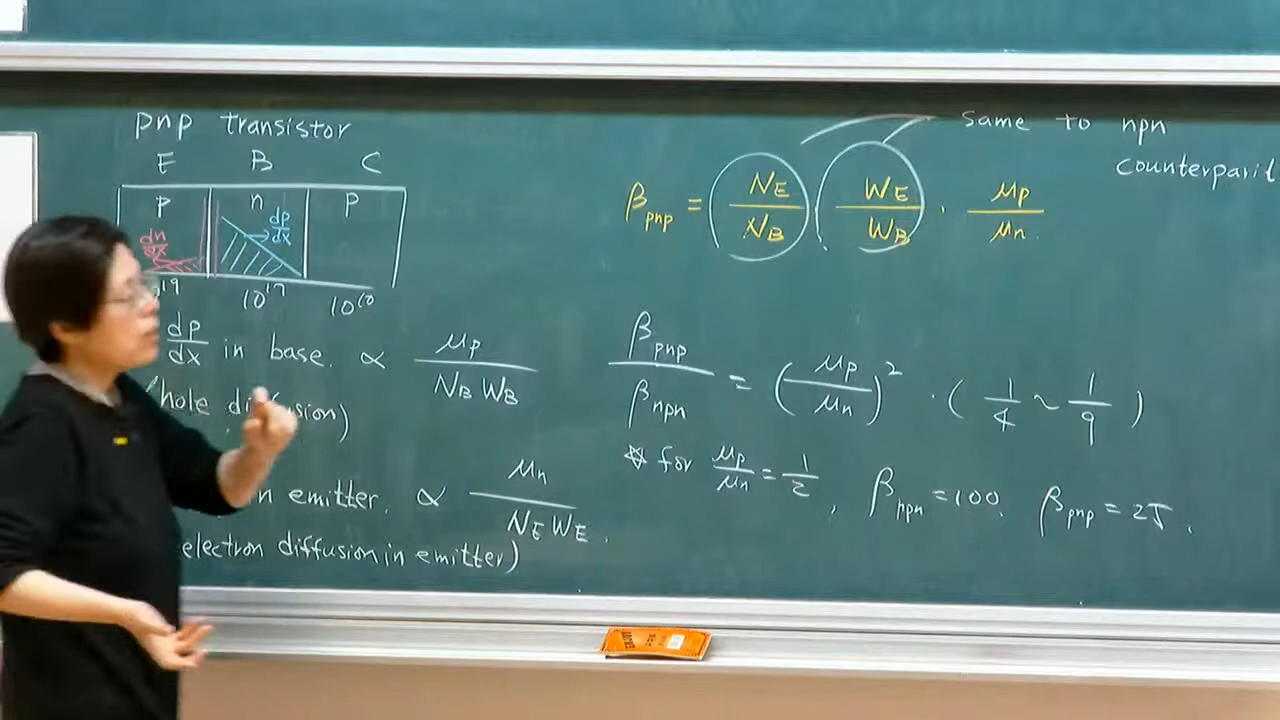 pnp transistor
E B C
p n p
dn/dx dp/dx
19 10^17 10^10
dp/dx in base. ∝ μp / (NB WB)
(hole diffusion)
n emitter. ∝ μn / (NE WE).
electron diffusion in emitter)
same to npn
counterpart
βpnp = NE/NB WE/WB · μp/μn.
βpnp/βnpn = (μp/μn)² · (1/4 ~ 1/9)
☆ for μp/μn = 1/2, βnpn = 100. βpnp = 25.